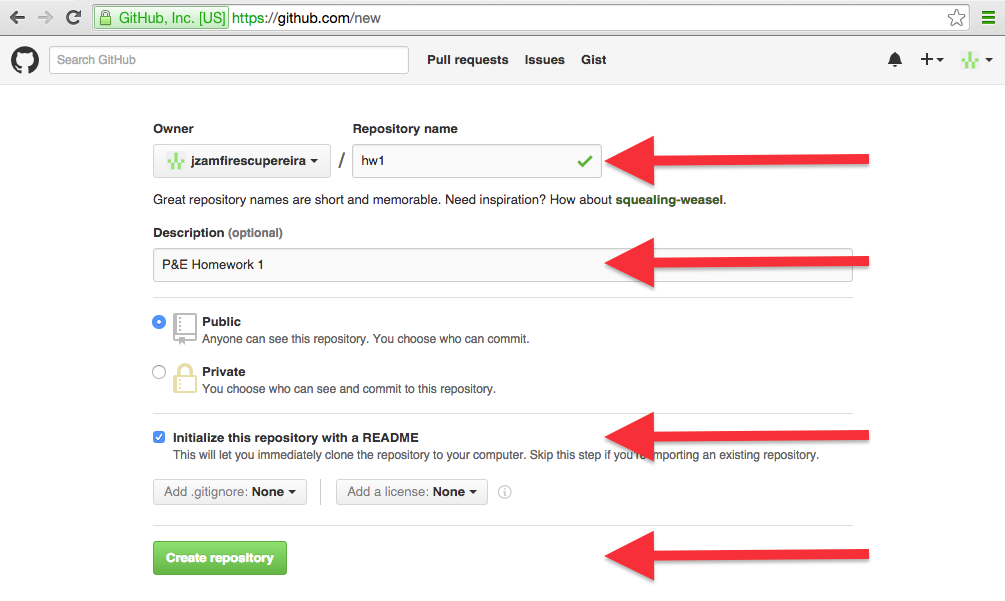 GitHub, Inc. [US] https://github.com/new
Search GitHub Pull requests Issues Gist
Owner Repository name
jzamfirescupereira / hw1
Great repository names are short and memorable. Need inspiration? How about squealing-weasel.
Description (optional)
P&E Homework 1
Public
Anyone can see this repository. You choose who can commit.
Private
You choose who can see and commit to this repository.
Initialize this repository with a README
This will let you immediately clone the repository to your computer. Skip this step if you're importing an existing repository.
Add .gitignore: None Add a license: None
Create repository